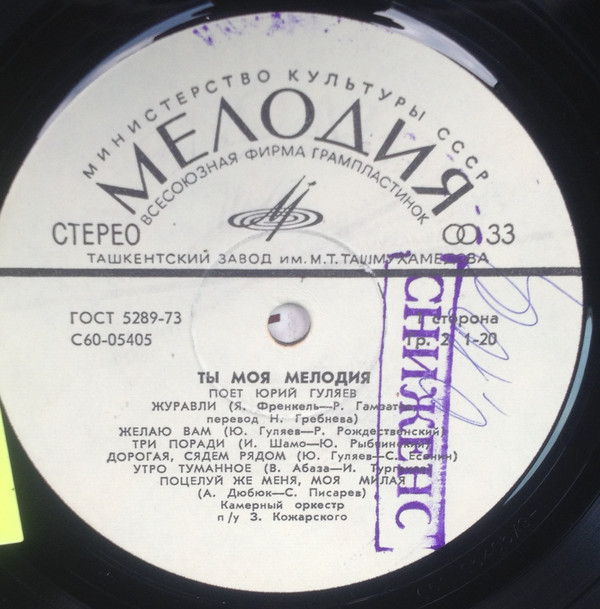 МИНИСТЕРСТВО КУЛЬТУРЫ СССР
МЕЛОДИЯ
ВСЕСОЮЗНАЯ ФИРМА ГРАМПЛАСТИНОК
СТЕРЕО
33
ТАШКЕНТСКИЙ ЗАВОД им. М.Т. ТАШМУХАМЕДОВА
ГОСТ 5289-73
сторона
С60-05405
Гр. 2 1-20
СНИЖЕНС
ТЫ МОЯ МЕЛОДИЯ
ПОЕТ ЮРИЙ ГУЛЯЕВ
ЖУРАВЛИ (Я. Френкель—Р. Гамзатов
перевод Н. Гребнева)
ЖЕЛАЮ ВАМ (Ю. Гуляев—Р. Рождественский)
ТРИ ПОРАДИ (И. Шамо—Ю. Рыбчинский)
ДОРОГАЯ, СЯДЕМ РЯДОМ (Ю. Гуляев—С. Есенин)
УТРО ТУМАННОЕ (В. Абаза—И. Тургенев)
ПОЦЕЛУЙ ЖЕ МЕНЯ, МОЯ МИЛАЯ
(А. Дюбюк—С. Писарев)
Камерный оркестр
п/у З. Кожарского